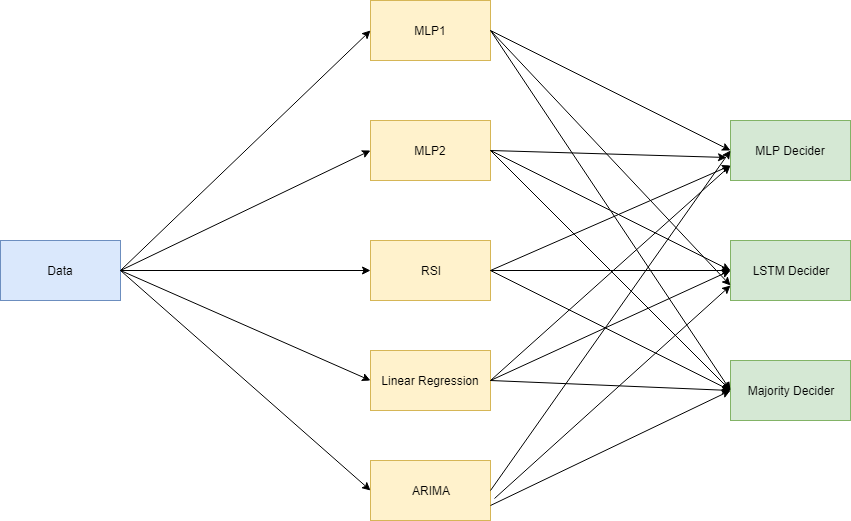 MLP1
MLP2
MLP Decider
Data
RSI
LSTM Decider
Linear Regression
Majority Decider
ARIMA